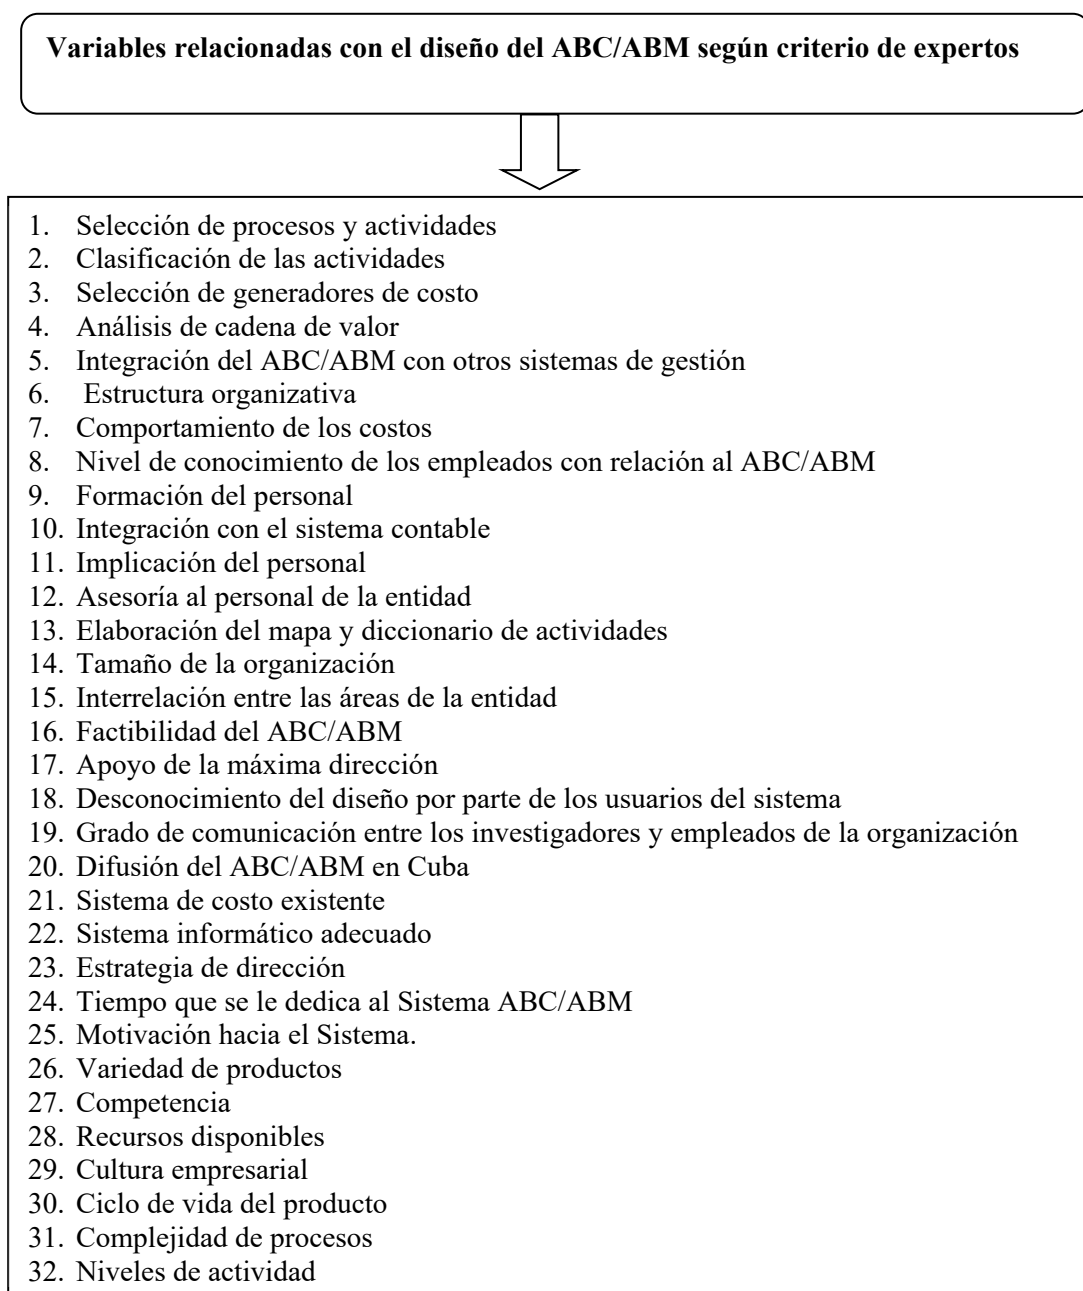 Variables relacionadas con el diseño del ABC/ABM según criterio de expertos
1. Selección de procesos y actividades
2. Clasificación de las actividades
3. Selección de generadores de costo
4. Análisis de cadena de valor
5. Integración del ABC/ABM con otros sistemas de gestión
6. Estructura organizativa
7. Comportamiento de los costos
8. Nivel de conocimiento de los empleados con relación al ABC/ABM
9. Formación del personal
10. Integración con el sistema contable
11. Implicación del personal
12. Asesoría al personal de la entidad
13. Elaboración del mapa y diccionario de actividades
14. Tamaño de la organización
15. Interrelación entre las áreas de la entidad
16. Factibilidad del ABC/ABM
17. Apoyo de la máxima dirección
18. Desconocimiento del diseño por parte de los usuarios del sistema
19. Grado de comunicación entre los investigadores y empleados de la organización
20. Difusión del ABC/ABM en Cuba
21. Sistema de costo existente
22. Sistema informático adecuado
23. Estrategia de dirección
24. Tiempo que se le dedica al Sistema ABC/ABM
25. Motivación hacia el Sistema.
26. Variedad de productos
27. Competencia
28. Recursos disponibles
29. Cultura empresarial
30. Ciclo de vida del producto
31. Complejidad de procesos
32. Niveles de actividad